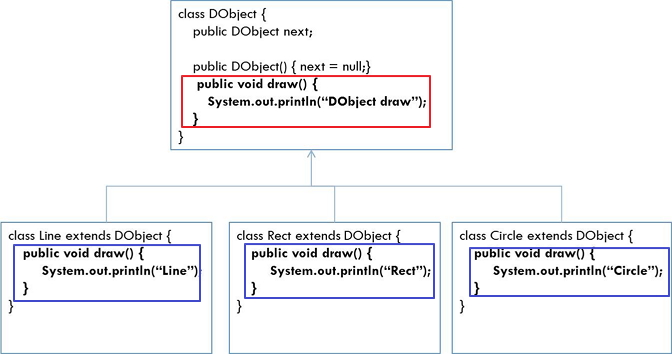 class DObject {
public DObject next;
public DObject() { next = null;}
public void draw() {
System.out.println(“DObject draw”);
}
}
class Line extends DObject {
public void draw() {
System.out.println(“Line”)
}
}
class Rect extends DObject {
public void draw() {
System.out.println(“Rect”);
}
}
class Circle extends DObject {
public void draw() {
System.out.println(“Circle”);
}
}